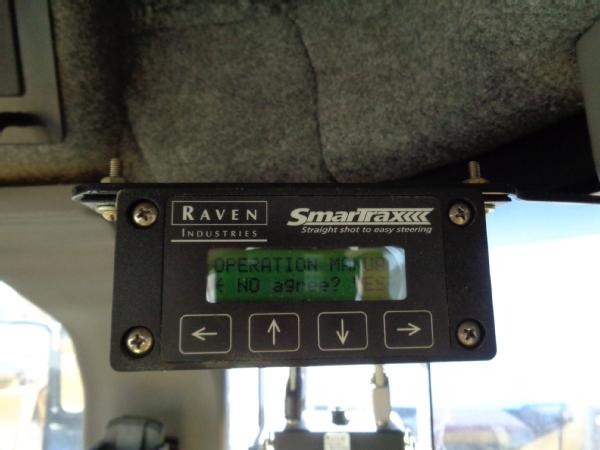 RAVEN
INDUSTRIES
SMARTRAX
Straight shot to easy steering
OPERATION MANUA
← NO agree? YES